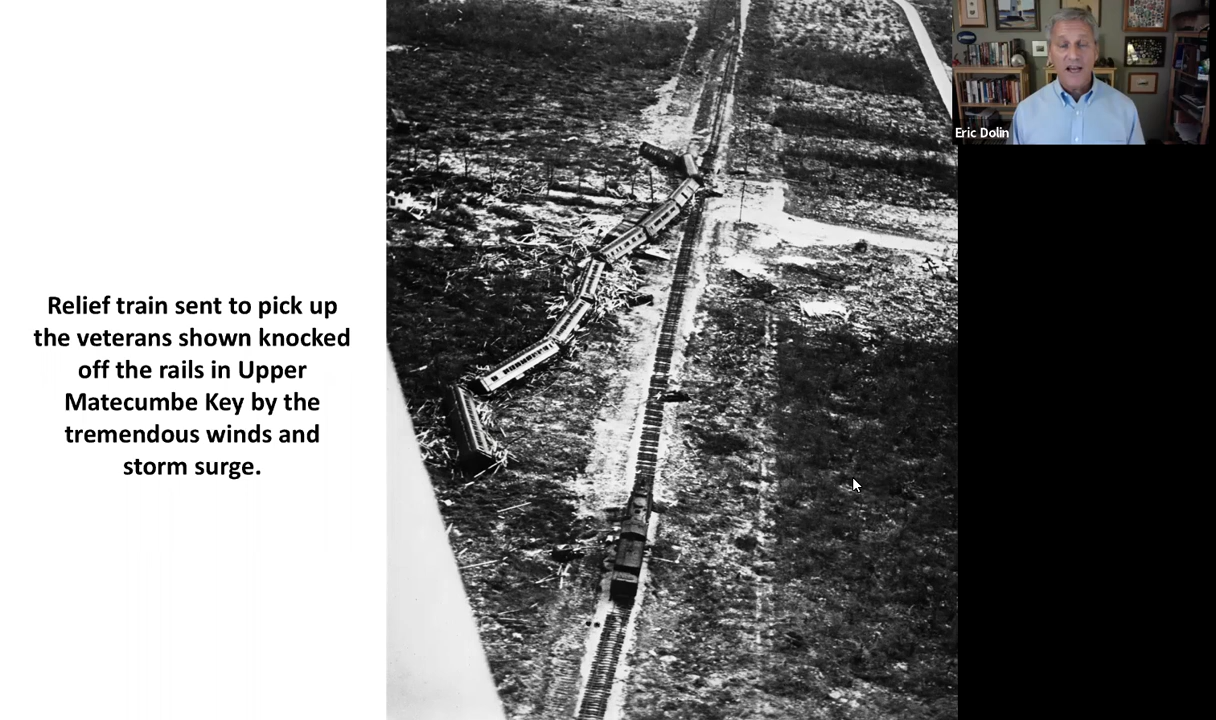 Relief train sent to pick up
the veterans shown knocked
off the rails in Upper
Matecumbe Key by the
tremendous winds and
storm surge.
Eric Dolin